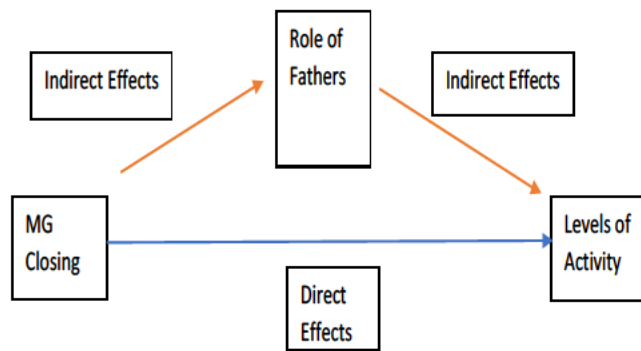 Role of
Fathers
Indirect Effects
Indirect Effects
MG
Closing
Levels of
Activity
Direct
Effects